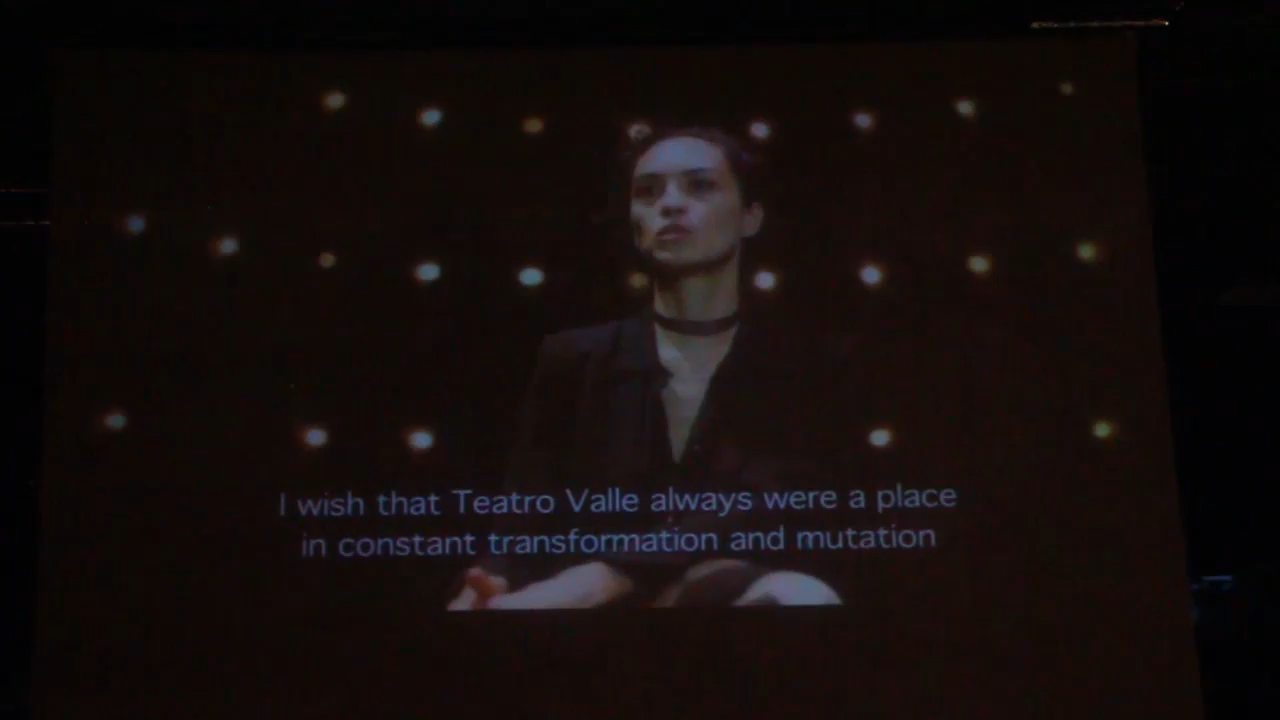 I wish that Teatro Valle always were a place
in constant transformation and mutation